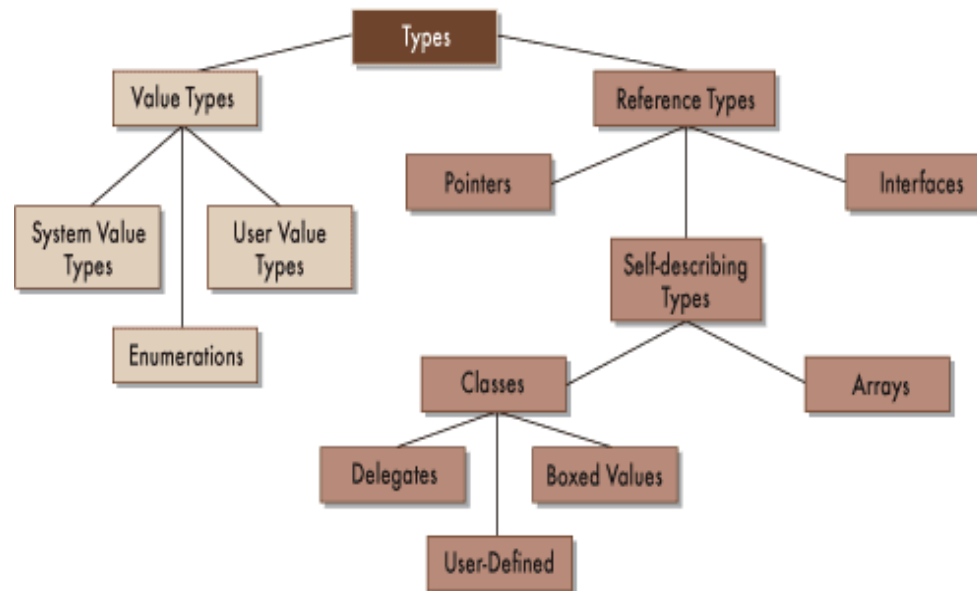 Types
Value Types
Reference Types
Pointers
Interfaces
System Value
Types
User Value
Types
Self-describing
Types
Enumerations
Classes
Arrays
Delegates
Boxed Values
User-Defined